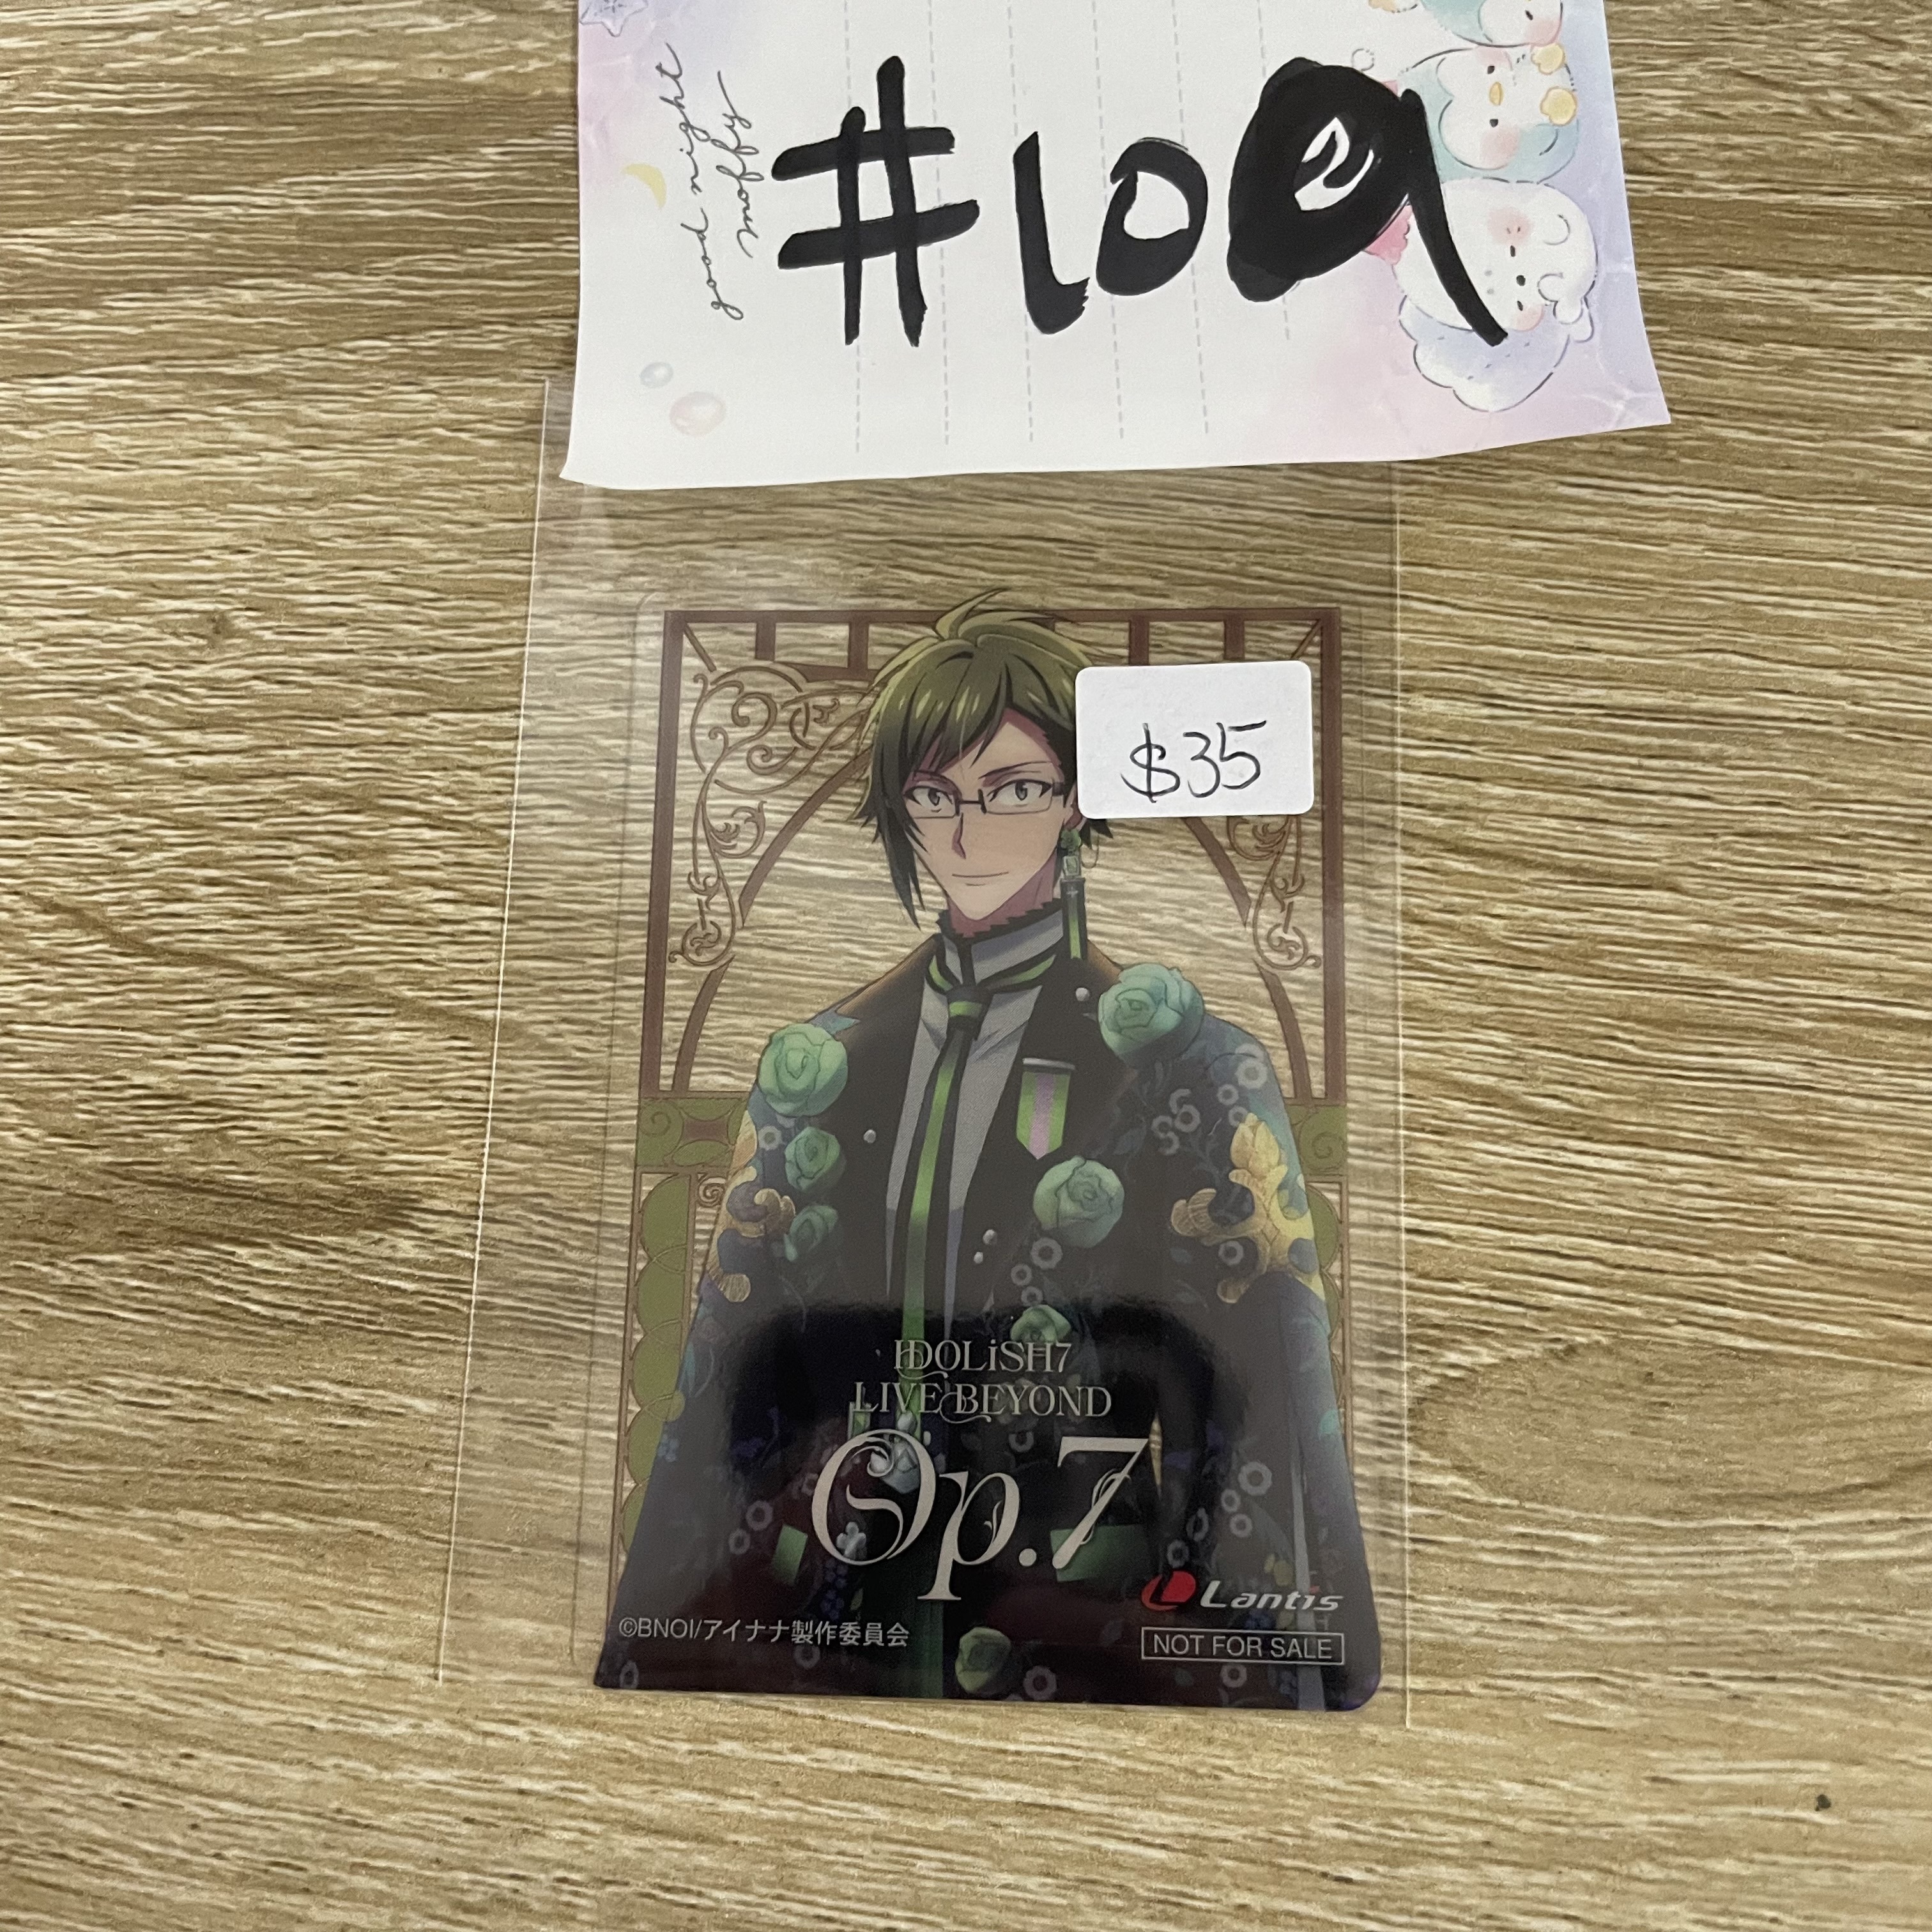 good night
moffy
#109
$35
IDOLiSH7
LIVE BEYOND
Op.7
Lantis
©BNOI/アイナナ製作委員会
NOT FOR SALE